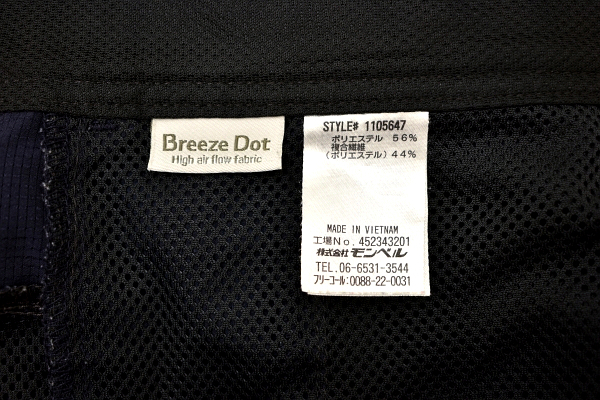 Breeze Dot
High air flow fabric
STYLE# 1105647
ポリエステル 56%
複合繊維
(ポリエステル) 44%
MADE IN VIETNAM
工場No. 452343201
株式会社 モンベル
TEL. 06-6531-3544
フリーコール:0088-22-0031